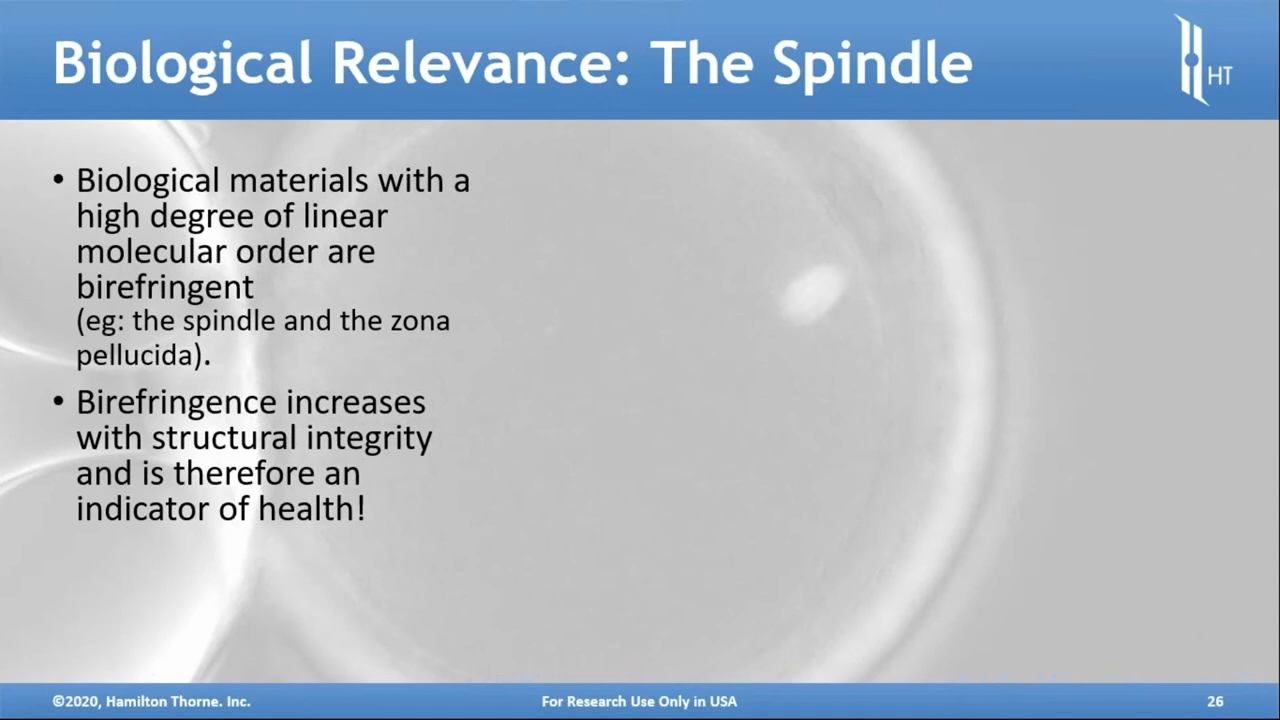 Biological Relevance: The Spindle
HT
• Biological materials with a
high degree of linear
molecular order are
birefringent
(eg: the spindle and the zona
pellucida).
• Birefringence increases
with structural integrity
and is therefore an
indicator of health!
©2020, Hamilton Thorne. Inc.
For Research Use Only in USA
26